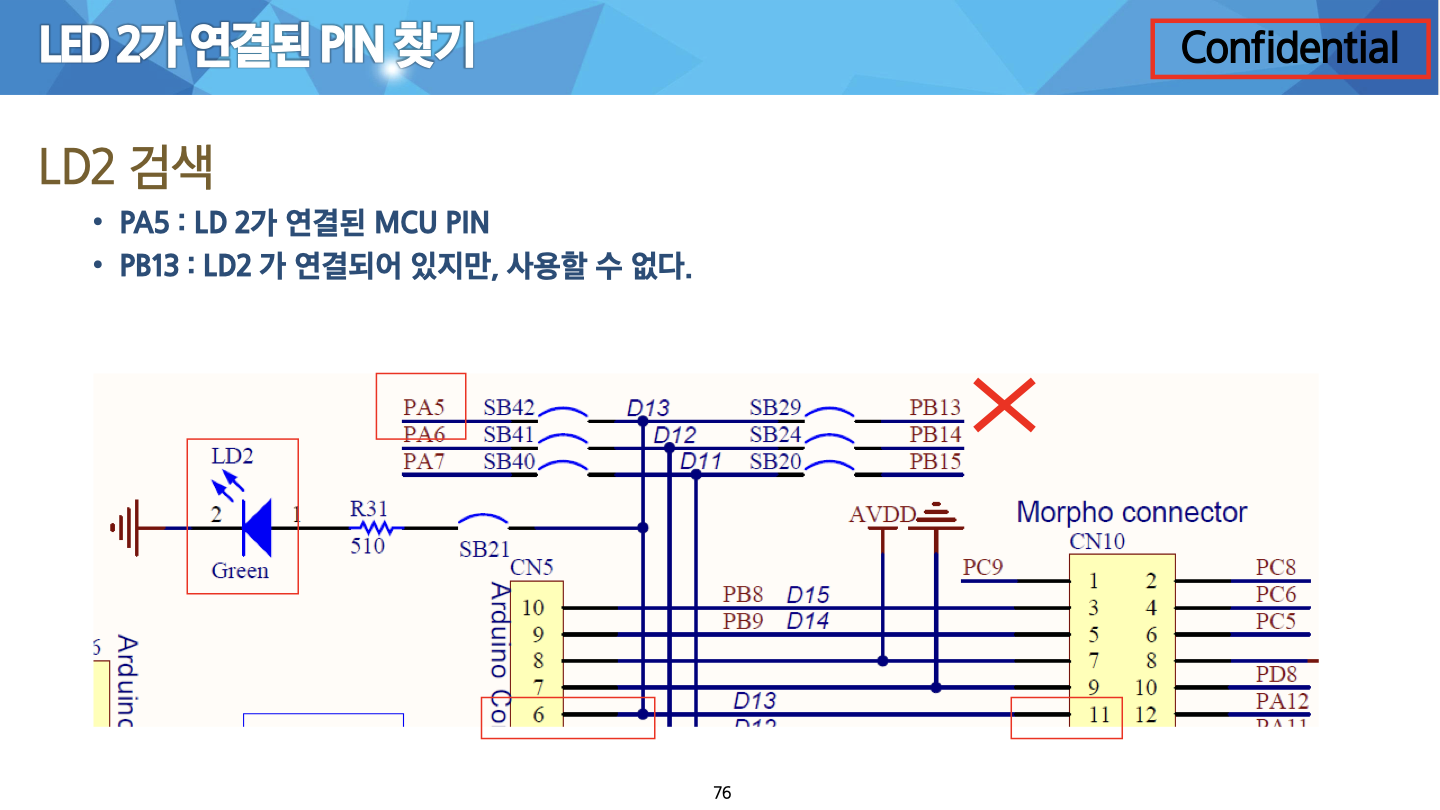 LED 2가 연결된 PIN 찾기
Confidential
LD2 검색
• PA5 : LD 2가 연결된 MCU PIN
• PB13 : LD2 가 연결되어 있지만, 사용할 수 없다.
PA5 SB42 D13 SB29 PB13
PA6 SB41 D12 SB24 PB14
PA7 SB40 D11 SB20 PB15
LD2
2 1
Green
R31
510
SB21
AVDD
Morpho connector
CN5
CN10
Arduino Co
Arduino
6
10
9
8
7
6
PB8 D15
PB9 D14
D13
D12
PC9
1 2 PC8
3 4 PC6
5 6 PC5
7 8
9 10 PD8
11 12 PA12
PA11
76